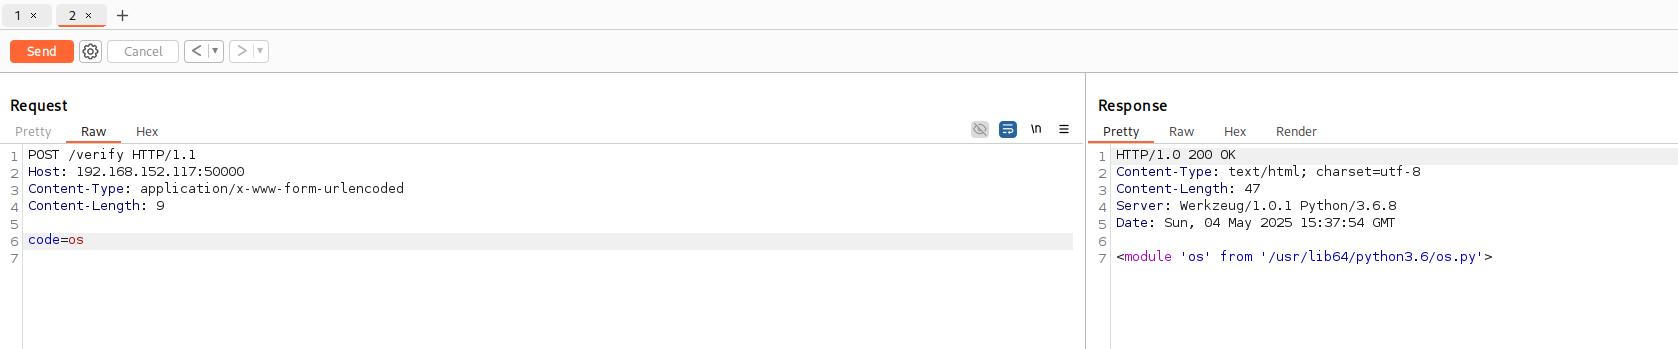 1 × 2 × +
Send Cancel < ▼ > ▼
Request
Pretty Raw Hex \n
1 POST /verify HTTP/1.1
2 Host: 192.168.152.117:50000
3 Content-Type: application/x-www-form-urlencoded
4 Content-Length: 9
5
6 code=os
7
Response
Pretty Raw Hex Render
1 HTTP/1.0 200 OK
2 Content-Type: text/html; charset=utf-8
3 Content-Length: 47
4 Server: Werkzeug/1.0.1 Python/3.6.8
5 Date: Sun, 04 May 2025 15:37:54 GMT
6
7 <module 'os' from '/usr/lib64/python3.6/os.py'>